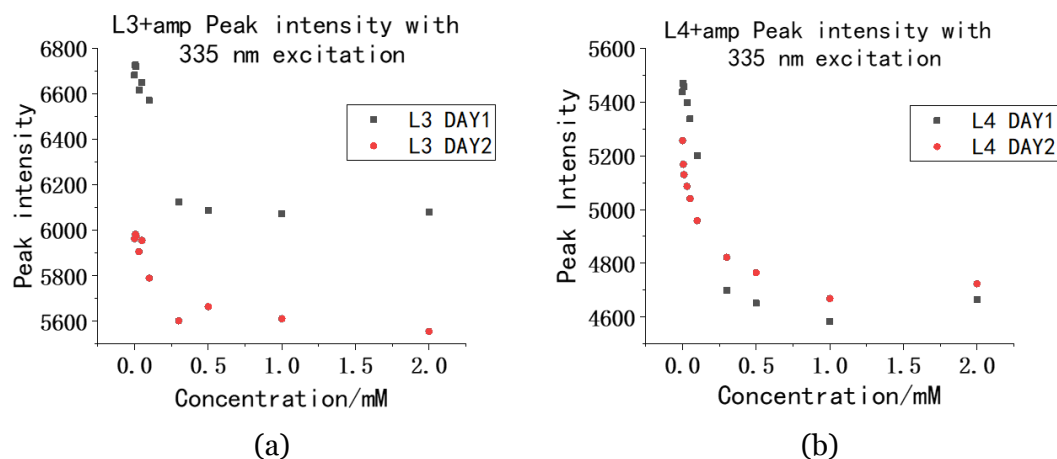 L3+amp Peak intensity with
335 nm excitation
Peak intensity
6800
6600
6400
6200
6000
5800
5600
L3 DAY1
L3 DAY2
0.0 0.5 1.0 1.5 2.0
Concentration/mM
(a)
L4+amp Peak intensity with
335 nm excitation
Peak Intensity
5600
5400
5200
5000
4800
4600
L4 DAY1
L4 DAY2
0.0 0.5 1.0 1.5 2.0
Concentration/mM
(b)